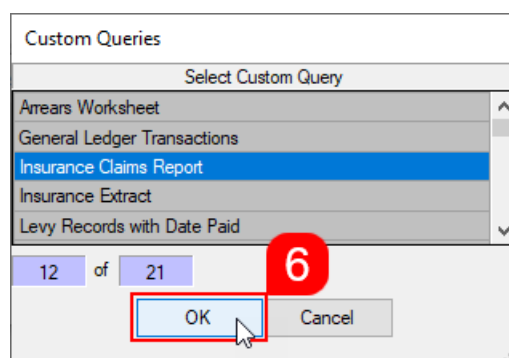 Custom Queries
Select Custom Query
Arrears Worksheet
General Ledger Transactions
Insurance Claims Report
Insurance Extract
Levy Records with Date Paid
12 of 21
6
OK Cancel